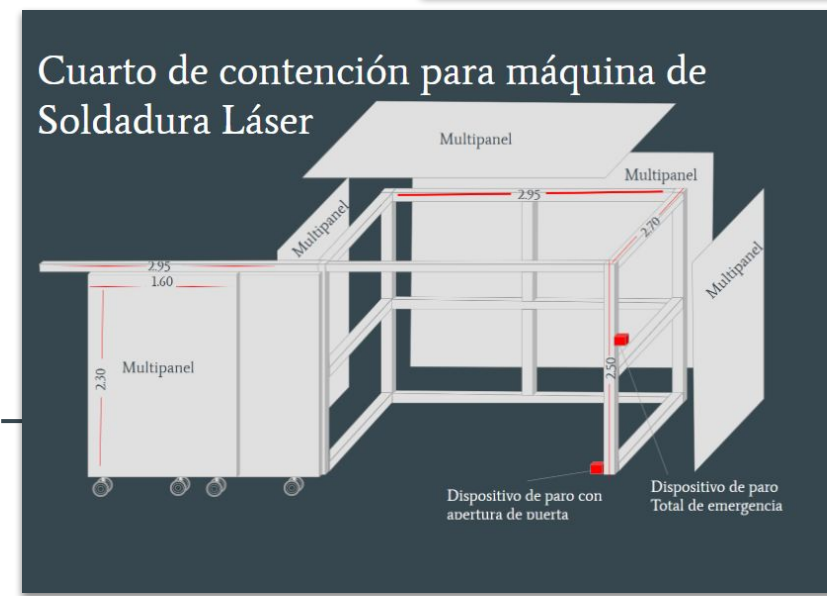 Cuarto de contención para máquina de
Soldadura Láser
Multipanel
Multipanel
2.95
2.70
Multipanel
Multipanel
2.95
1.60
Multipanel
2.30
2.50
Dispositivo de paro con
apertura de puerta
Dispositivo de paro
Total de emergencia